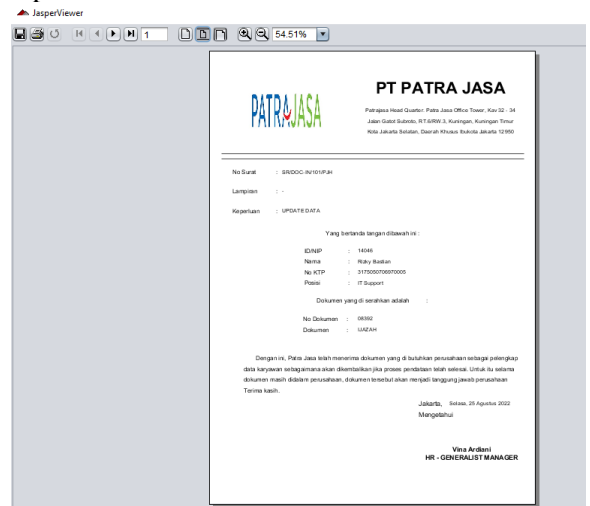 JasperViewer
1
54.51%
PATRAJASA
PT PATRA JASA
Patrajasa Head Quarter: Patra Jasa Office Tower, Kav 32 - 34
Jalan Gatot Subroto, RT.6/RW.3, Kuningan, Kuningan Timur
Kota Jakarta Selatan, Daerah Khusus Ibukota Jakarta 12950
No Surat : SR/DOC-IN/101/PJH
Lampiran : -
Keperluan : UPDATE DATA
Yang bertanda tangan dibawah ini :
ID/NIP : 14046
Nama : Rizky Bastian
No KTP : 3175050706970005
Posisi : IT Support
Dokumen yang di serahkan adalah :
No Dokumen : 08392
Dokumen : IJAZAH
Dengan ini, Patra Jasa telah menerima dokumen yang di butuhkan perusahaan sebagai pelengkap
data karyawan sebagaimana akan dikembalikan jika proses pendataan telah selesai. Untuk itu selama
dokumen masih didalam perusahaan, dokumen tersebut akan menjadi tanggung jawab perusahaan
Terima kasih.
Jakarta, Selasa, 25 Agustus 2022
Mengetahui
Vina Ardiani
HR - GENERALIST MANAGER